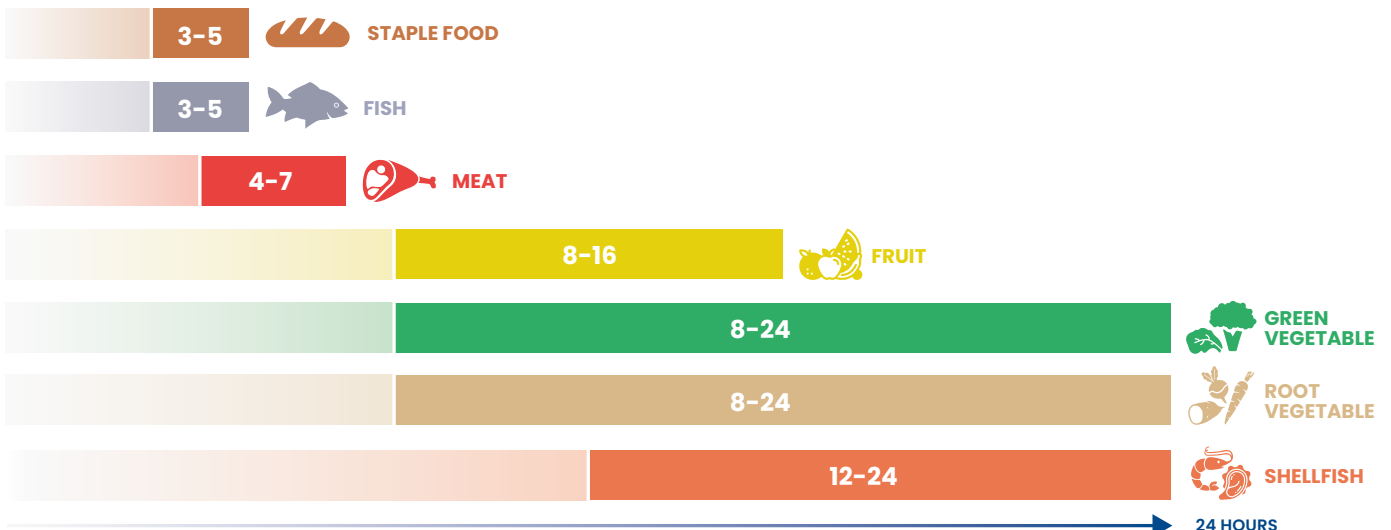 3-5 STAPLE FOOD
3-5 FISH
4-7 MEAT
8-16 FRUIT
8-24 GREEN
VEGETABLE
8-24 ROOT
VEGETABLE
12-24 SHELLFISH
24 HOURS